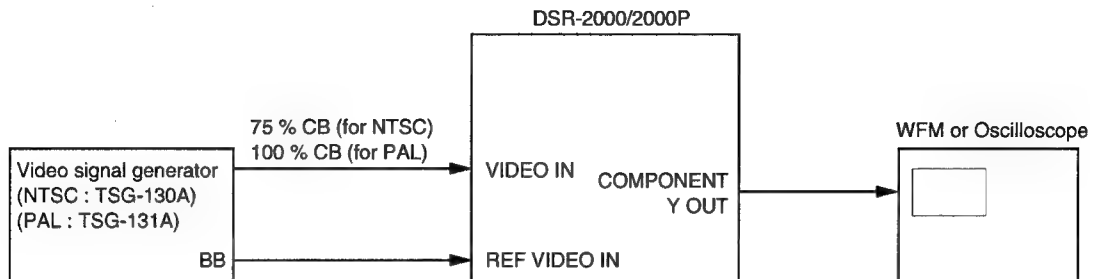 DSR-2000/2000P
75 % CB (for NTSC)
100 % CB (for PAL)
WFM or Oscilloscope
Video signal generator
(NTSC : TSG-130A)
(PAL : TSG-131A)
VIDEO IN
COMPONENT
Y OUT
BB
REF VIDEO IN